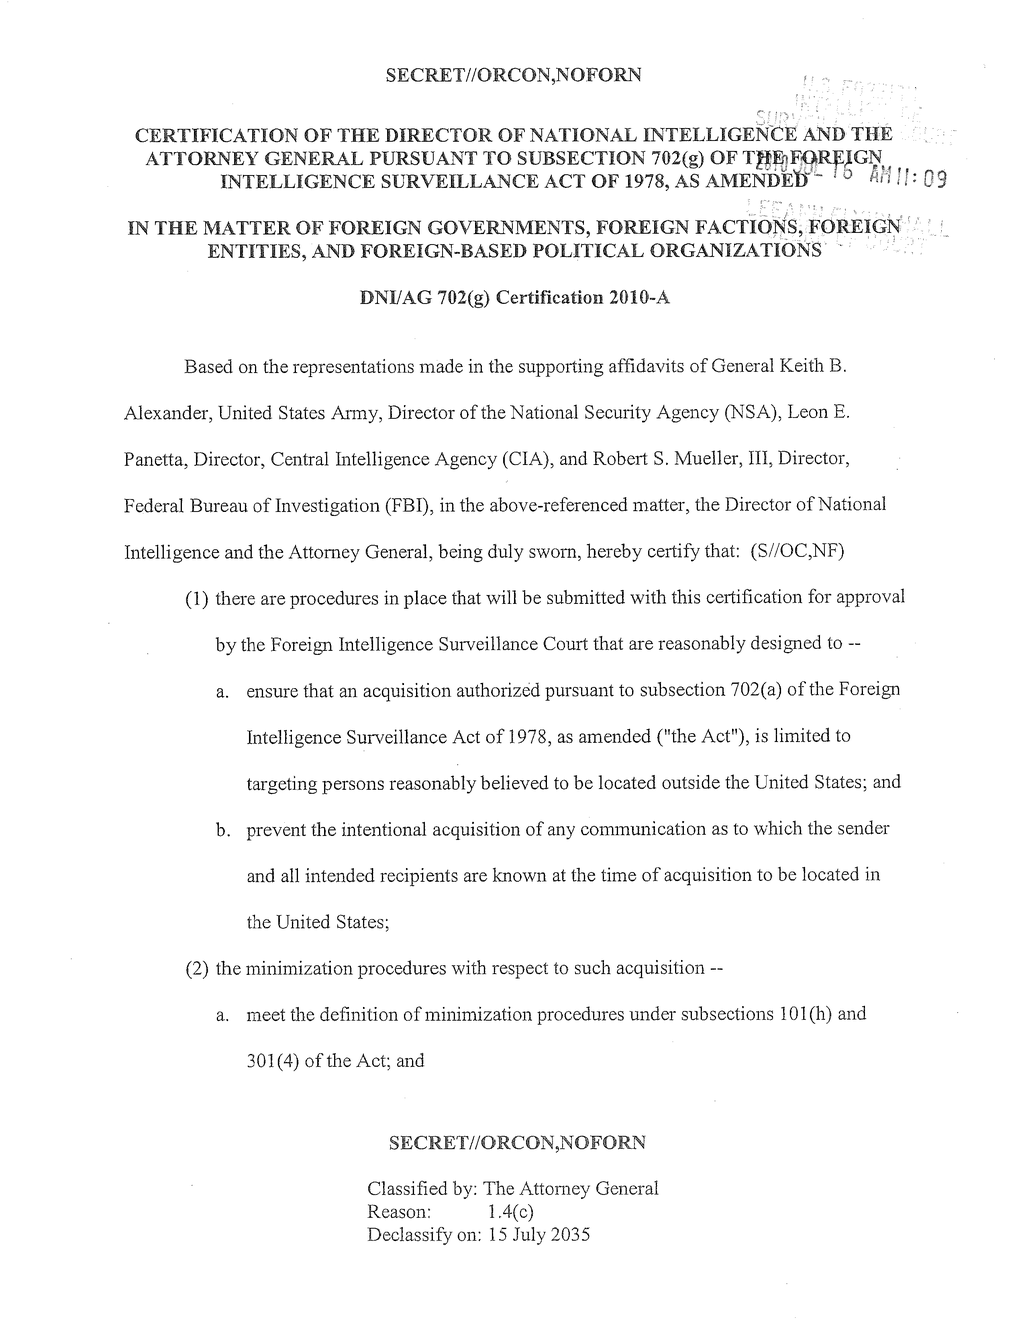 SECRET//ORCON,NOFORN
CERTIFICATION OF THE DIRECTOR OF NATIONAL INTELLIGENCE AND THE
ATTORNEY GENERAL PURSUANT TO SUBSECTION 702(g) OF THE FOREIGN
INTELLIGENCE SURVEILLANCE ACT OF 1978, AS AMENDED
16 AM 11:09
IN THE MATTER OF FOREIGN GOVERNMENTS, FOREIGN FACTIONS, FOREIGN
ENTITIES, AND FOREIGN-BASED POLITICAL ORGANIZATIONS
DNI/AG 702(g) Certification 2010-A
Based on the representations made in the supporting affidavits of General Keith B.
Alexander, United States Army, Director of the National Security Agency (NSA), Leon E.
Panetta, Director, Central Intelligence Agency (CIA), and Robert S. Mueller, III, Director,
Federal Bureau of Investigation (FBI), in the above-referenced matter, the Director of National
Intelligence and the Attorney General, being duly sworn, hereby certify that: (S//OC,NF)
(1) there are procedures in place that will be submitted with this certification for approval
by the Foreign Intelligence Surveillance Court that are reasonably designed to --
a. ensure that an acquisition authorized pursuant to subsection 702(a) of the Foreign
Intelligence Surveillance Act of 1978, as amended ("the Act"), is limited to
targeting persons reasonably believed to be located outside the United States; and
b. prevent the intentional acquisition of any communication as to which the sender
and all intended recipients are known at the time of acquisition to be located in
the United States;
(2) the minimization procedures with respect to such acquisition --
a. meet the definition of minimization procedures under subsections 101(h) and
301(4) of the Act; and
SECRET//ORCON,NOFORN
Classified by: The Attorney General
Reason: 1.4(c)
Declassify on: 15 July 2035